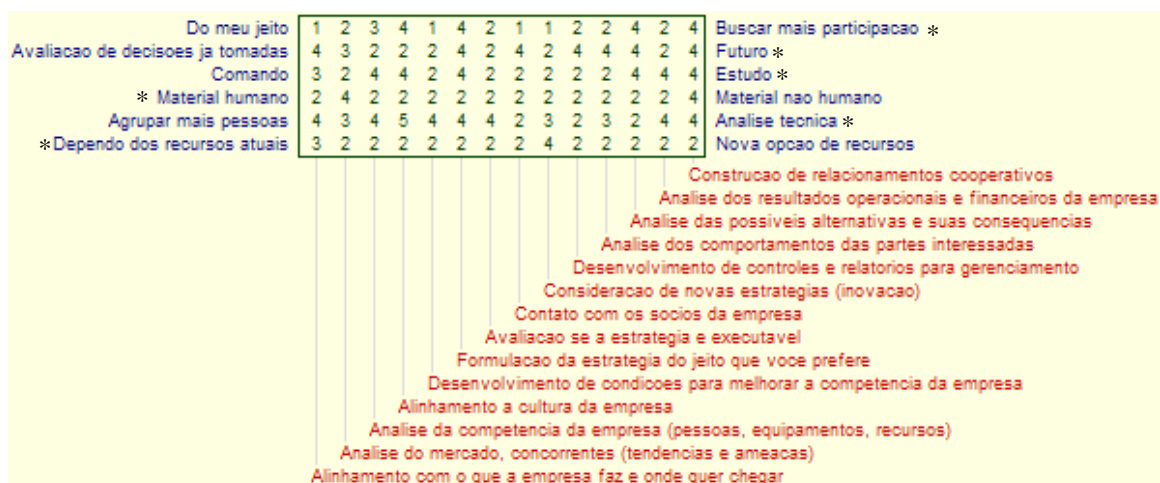 Do meu jeito 1 2 3 4 1 4 2 1 1 2 2 4 2 4 Buscar mais participacao *
Avaliacao de decisoes ja tomadas 4 3 2 2 2 4 2 4 2 4 4 4 2 4 Futuro *
Comando 3 2 4 4 2 4 2 2 2 2 2 4 4 4 Estudo *
* Material humano 2 4 2 2 2 2 2 2 2 2 2 2 2 4 Material nao humano
Agrupar mais pessoas 4 3 4 5 4 4 4 2 3 2 3 2 4 4 Analise tecnica *
*Dependo dos recursos atuais 3 2 2 2 2 2 2 2 4 2 2 2 2 2 Nova opcao de recursos
Construcao de relacionamentos cooperativos
Analise dos resultados operacionais e financeiros da empresa
Analise das possiveis alternativas e suas consequencias
Analise dos comportamentos das partes interessadas
Desenvolvimento de controles e relatorios para gerenciamento
Consideracao de novas estrategias (inovacao)
Contato com os socios da empresa
Avaliacao se a estrategia e executavel
Formulacao da estrategia do jeito que voce prefere
Desenvolvimento de condicoes para melhorar a competencia da empresa
Alinhamento a cultura da empresa
Analise da competencia da empresa (pessoas, equipamentos, recursos)
Analise do mercado, concorrentes (tendencias e ameacas)
Alinhamento com o que a empresa faz e onde quer chegar